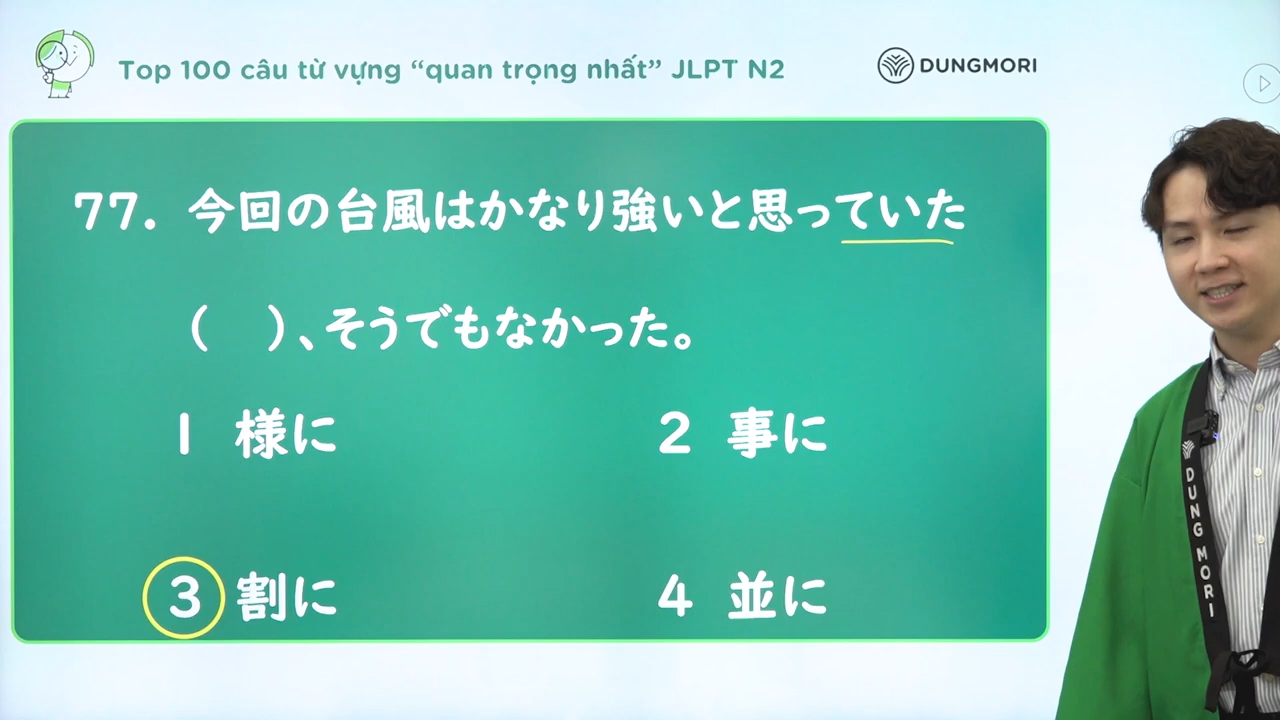 Top 100 câu từ vựng “quan trọng nhất” JLPT N2
DUNGMORI
77. 今回の台風はかなり強いと思っていた
（　）、そうでもなかった。
1 様に
2 事に
3 割に
4 並に
DUNG MORI